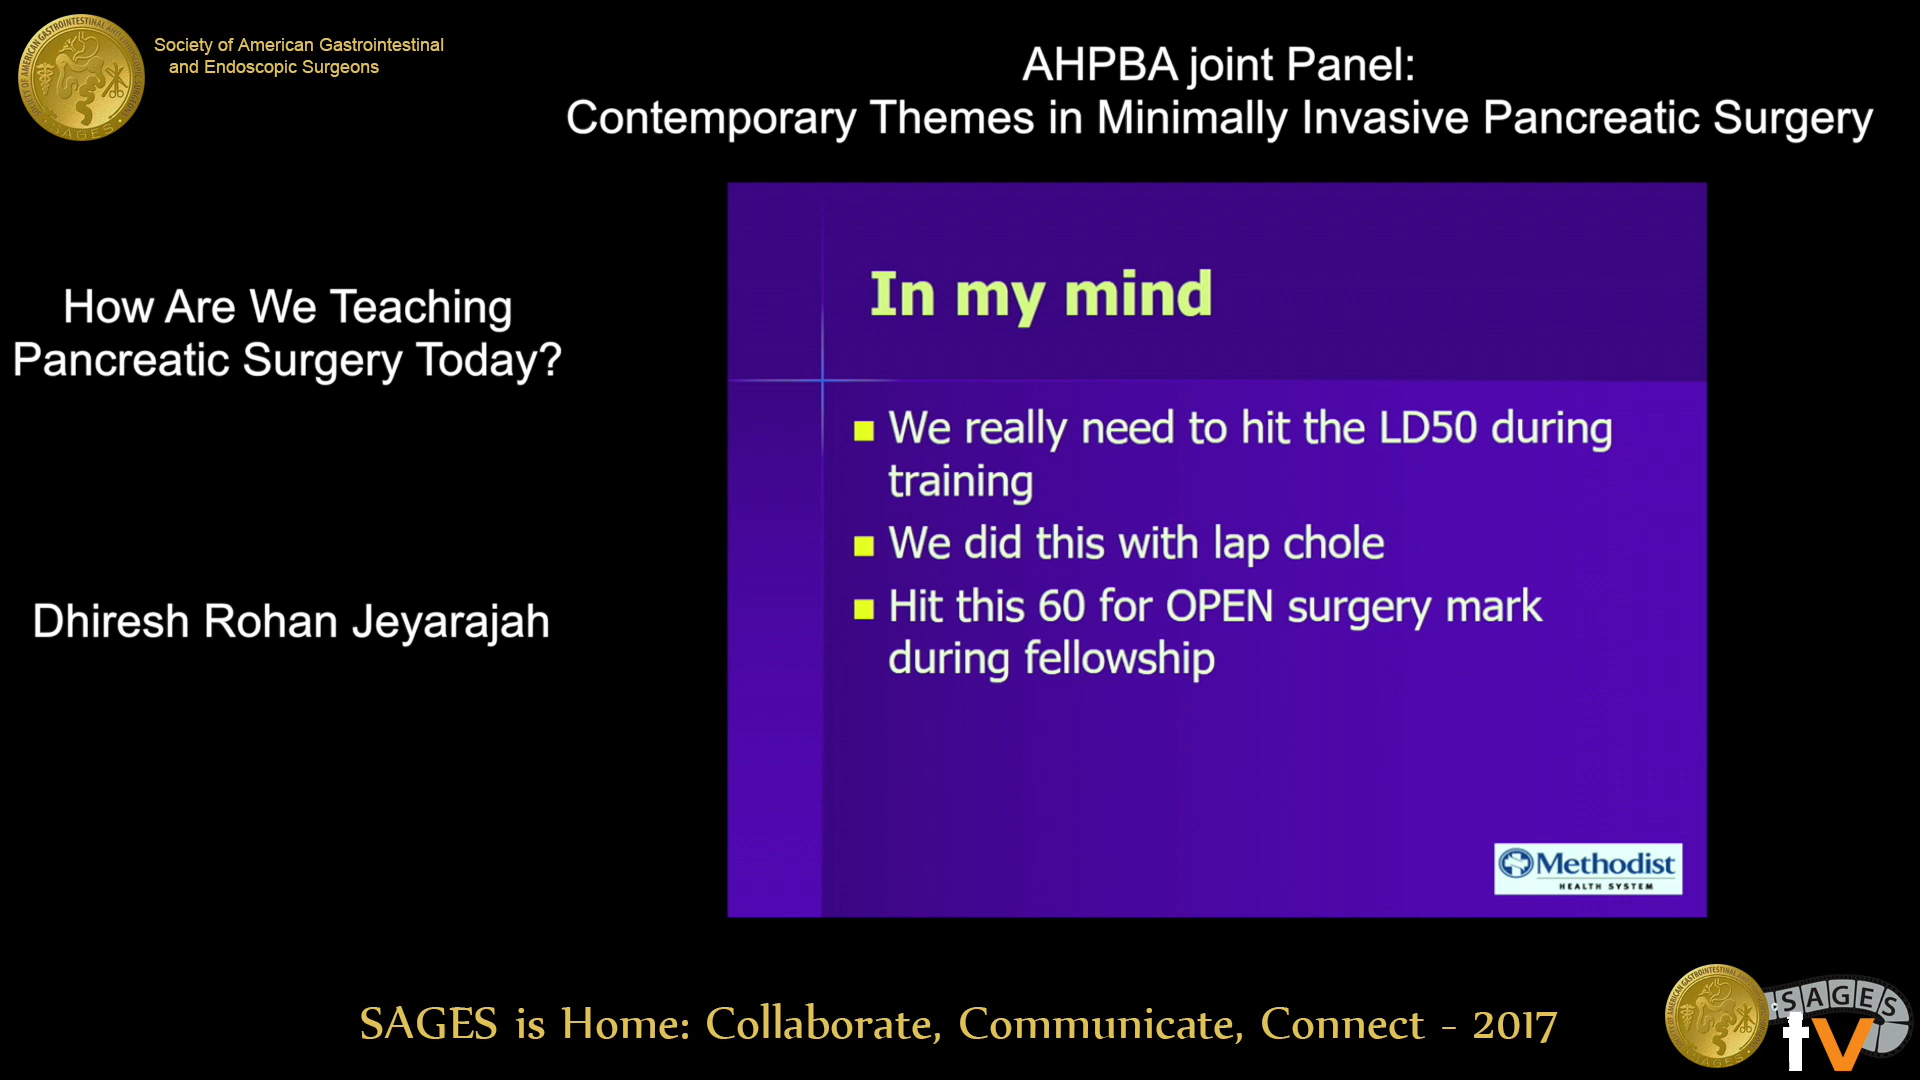 Society of American Gastrointestinal
and Endoscopic Surgeons
AHPBA joint Panel:
Contemporary Themes in Minimally Invasive Pancreatic Surgery
How Are We Teaching
Pancreatic Surgery Today?
Dhiresh Rohan Jeyarajah
In my mind
We really need to hit the LD50 during
training
We did this with lap chole
Hit this 60 for OPEN surgery mark
during fellowship
Methodist
HEALTH SYSTEM
SAGES is Home: Collaborate, Communicate, Connect - 2017
SAGES
tv
SAGES